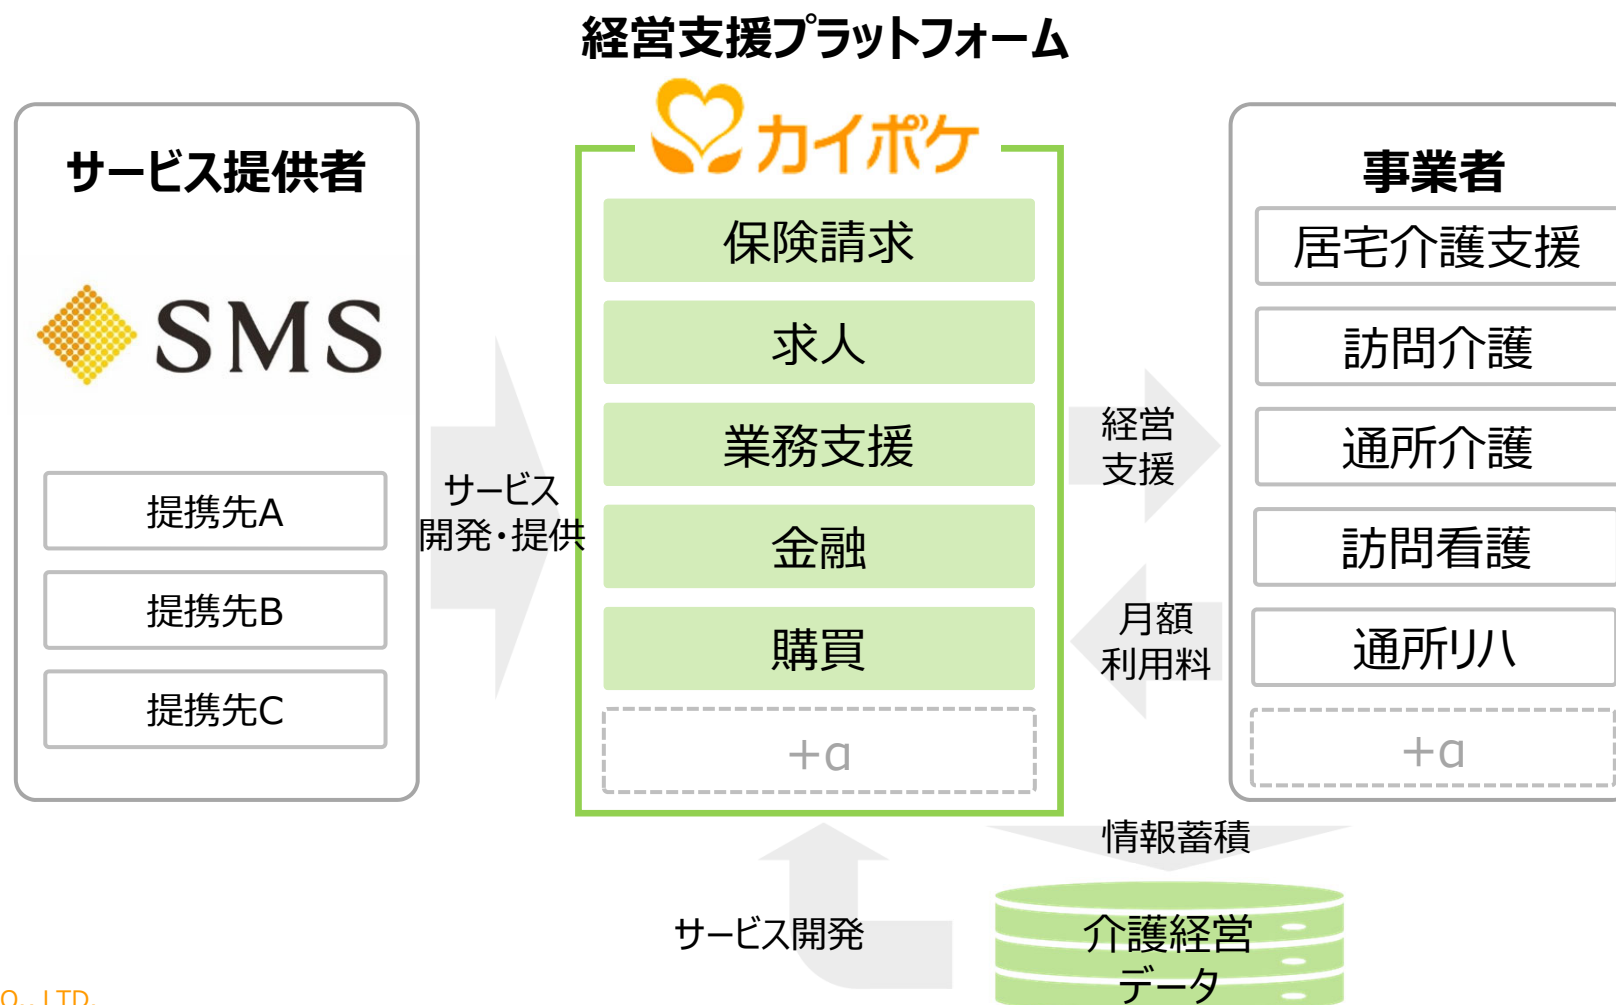 経営支援プラットフォーム
サービス提供者
SMS
提携先A
提携先B
提携先C
サービス
開発・提供
カイポケ
保険請求
求人
業務支援
金融
購買
+α
経営
支援
月額
利用料
事業者
居宅介護支援
訪問介護
通所介護
訪問看護
通所リハ
+α
情報蓄積
サービス開発
介護経営
データ
O., LTD.